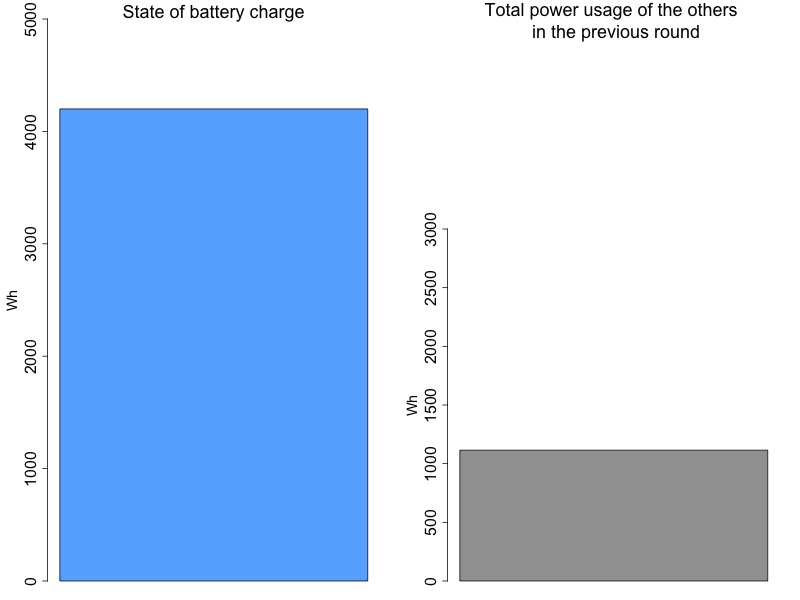 State of battery charge
5000
4000
3000
2000
1000
0
Wh
Total power usage of the others
in the previous round
3000
2500
2000
1500
1000
500
0
Wh